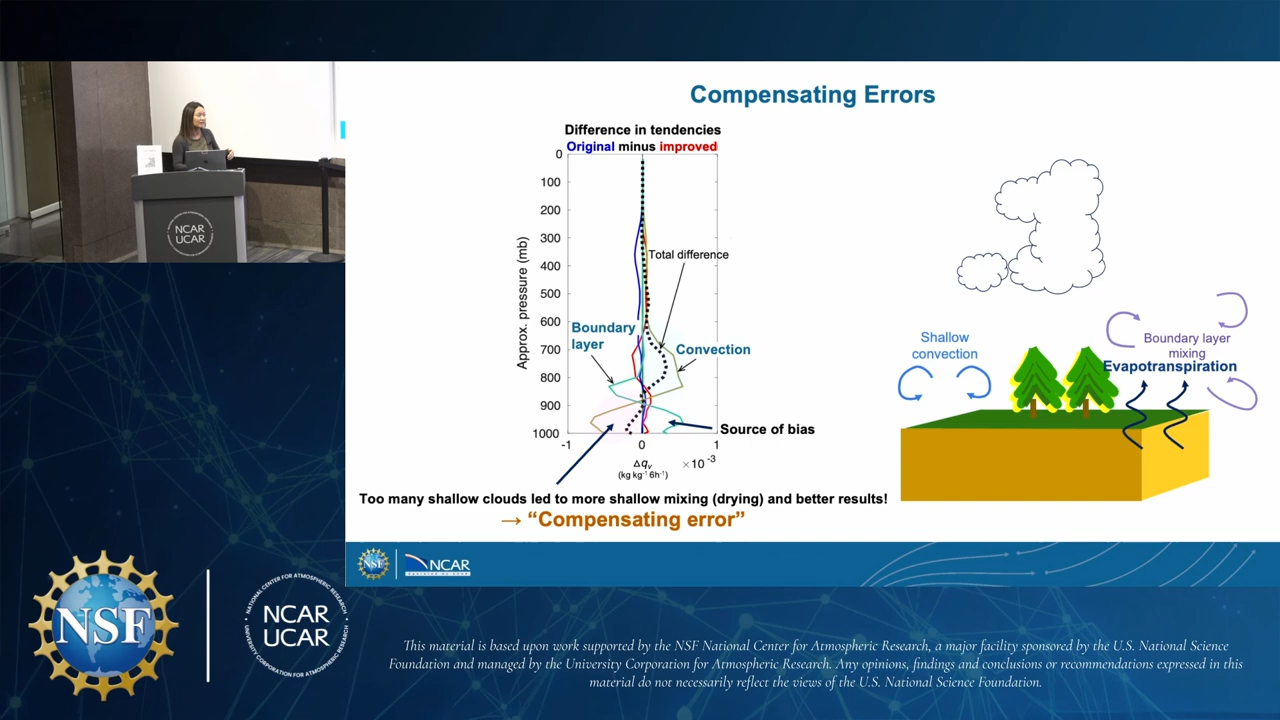 Compensating Errors
Difference in tendencies
Original minus improved
0
100
200
300
400
500
600
700
800
900
1000
Approx. pressure (mb)
-1
0
1
Δqv
(kg kg-1 6h-1)
×10-3
Total difference
Boundary
layer
Convection
Source of bias
Too many shallow clouds led to more shallow mixing (drying) and better results!
→ “Compensating error”
Shallow
convection
Boundary layer
mixing
Evapotranspiration
NCAR
UCAR
NSF
NCAR
NSF
NATIONAL CENTER FOR ATMOSPHERIC RESEARCH
NCAR
UCAR
UNIVERSITY CORPORATION FOR ATMOSPHERIC RESEARCH
This material is based upon work supported by the NSF National Center for Atmospheric Research, a major facility sponsored by the U.S. National Science
Foundation and managed by the University Corporation for Atmospheric Research. Any opinions, findings and conclusions or recommendations expressed in this
material do not necessarily reflect the views of the U.S. National Science Foundation.